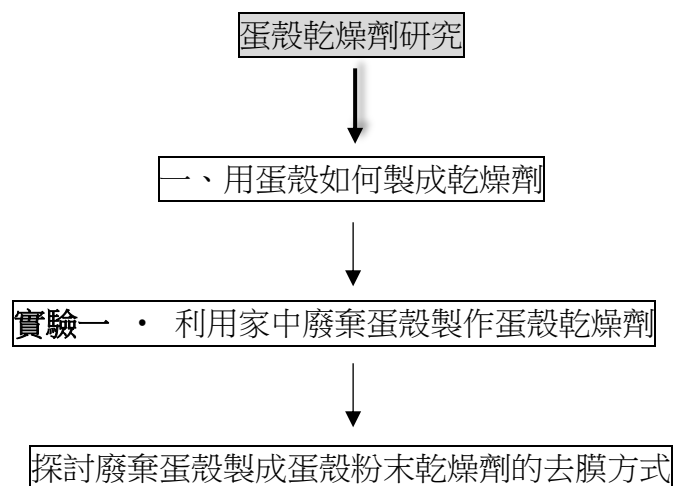 蛋殼乾燥劑研究
一、用蛋殼如何製成乾燥劑
實驗一 ‧ 利用家中廢棄蛋殼製作蛋殼乾燥劑
探討廢棄蛋殼製成蛋殼粉末乾燥劑的去膜方式